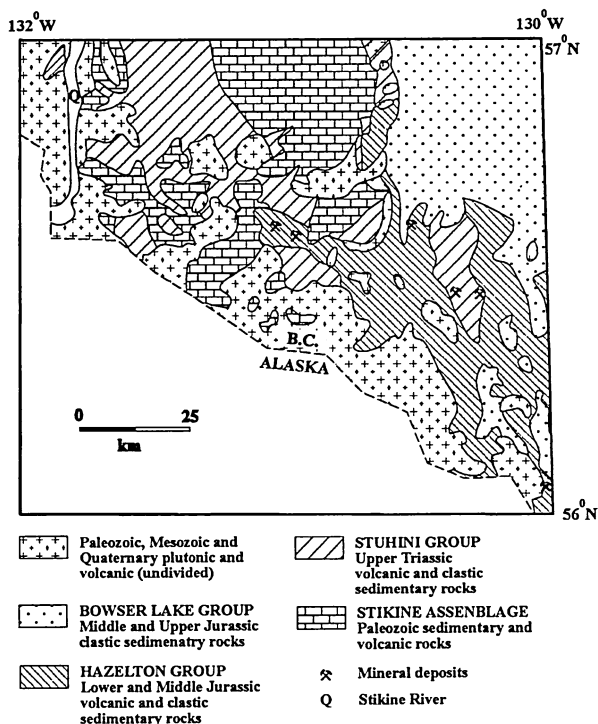 132⁰W
130⁰W
57⁰N
Q
B.C.
ALASKA
0 25
km
56⁰N
Paleozoic, Mesozoic and
Quaternary plutonic and
volcanic (undivided)
BOWSER LAKE GROUP
Middle and Upper Jurassic
clastic sedimenatry rocks
HAZELTON GROUP
Lower and Middle Jurassic
volcanic and clastic
sedimentary rocks
STUHINI GROUP
Upper Triassic
volcanic and clastic
sedimentary rocks
STIKINE ASSENBLAGE
Paleozoic sedimentary and
volcanic rocks
Mineral deposits
Q Stikine River